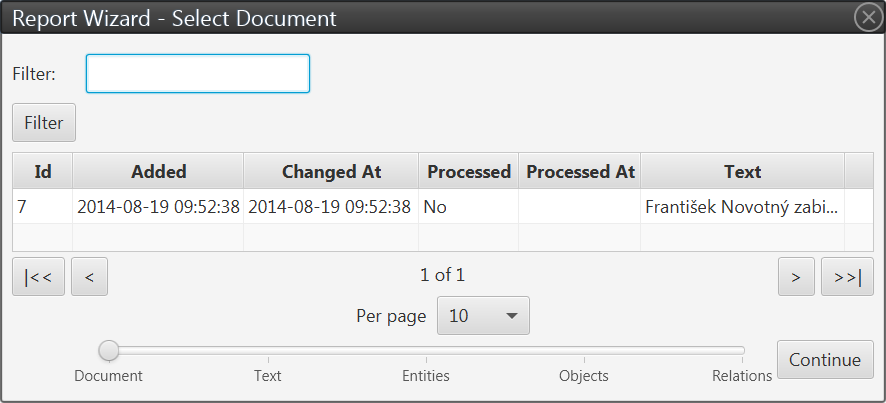 Report Wizard - Select Document
Filter:
Filter
Id Added Changed At Processed Processed At Text
7 2014-08-19 09:52:38 2014-08-19 09:52:38 No František Novotný zabi...
|<< < 1 of 1 > >>|
Per page 10
Continue
Document Text Entities Objects Relations